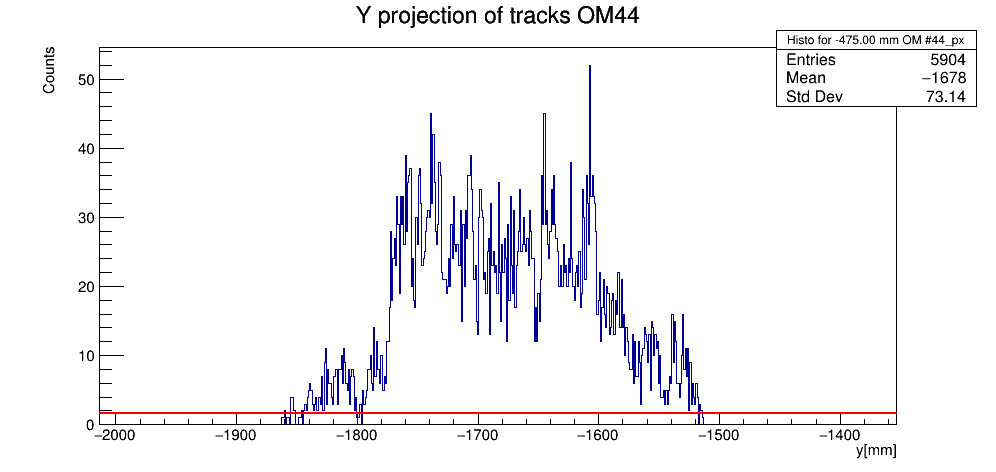 Y projection of tracks OM44
Histo for -475.00 mm OM #44_px
Entries 5904
Mean −1678
Std Dev 73.14
Counts
50
40
30
20
10
0
−2000 −1900 −1800 −1700 −1600 −1500 −1400
y[mm]